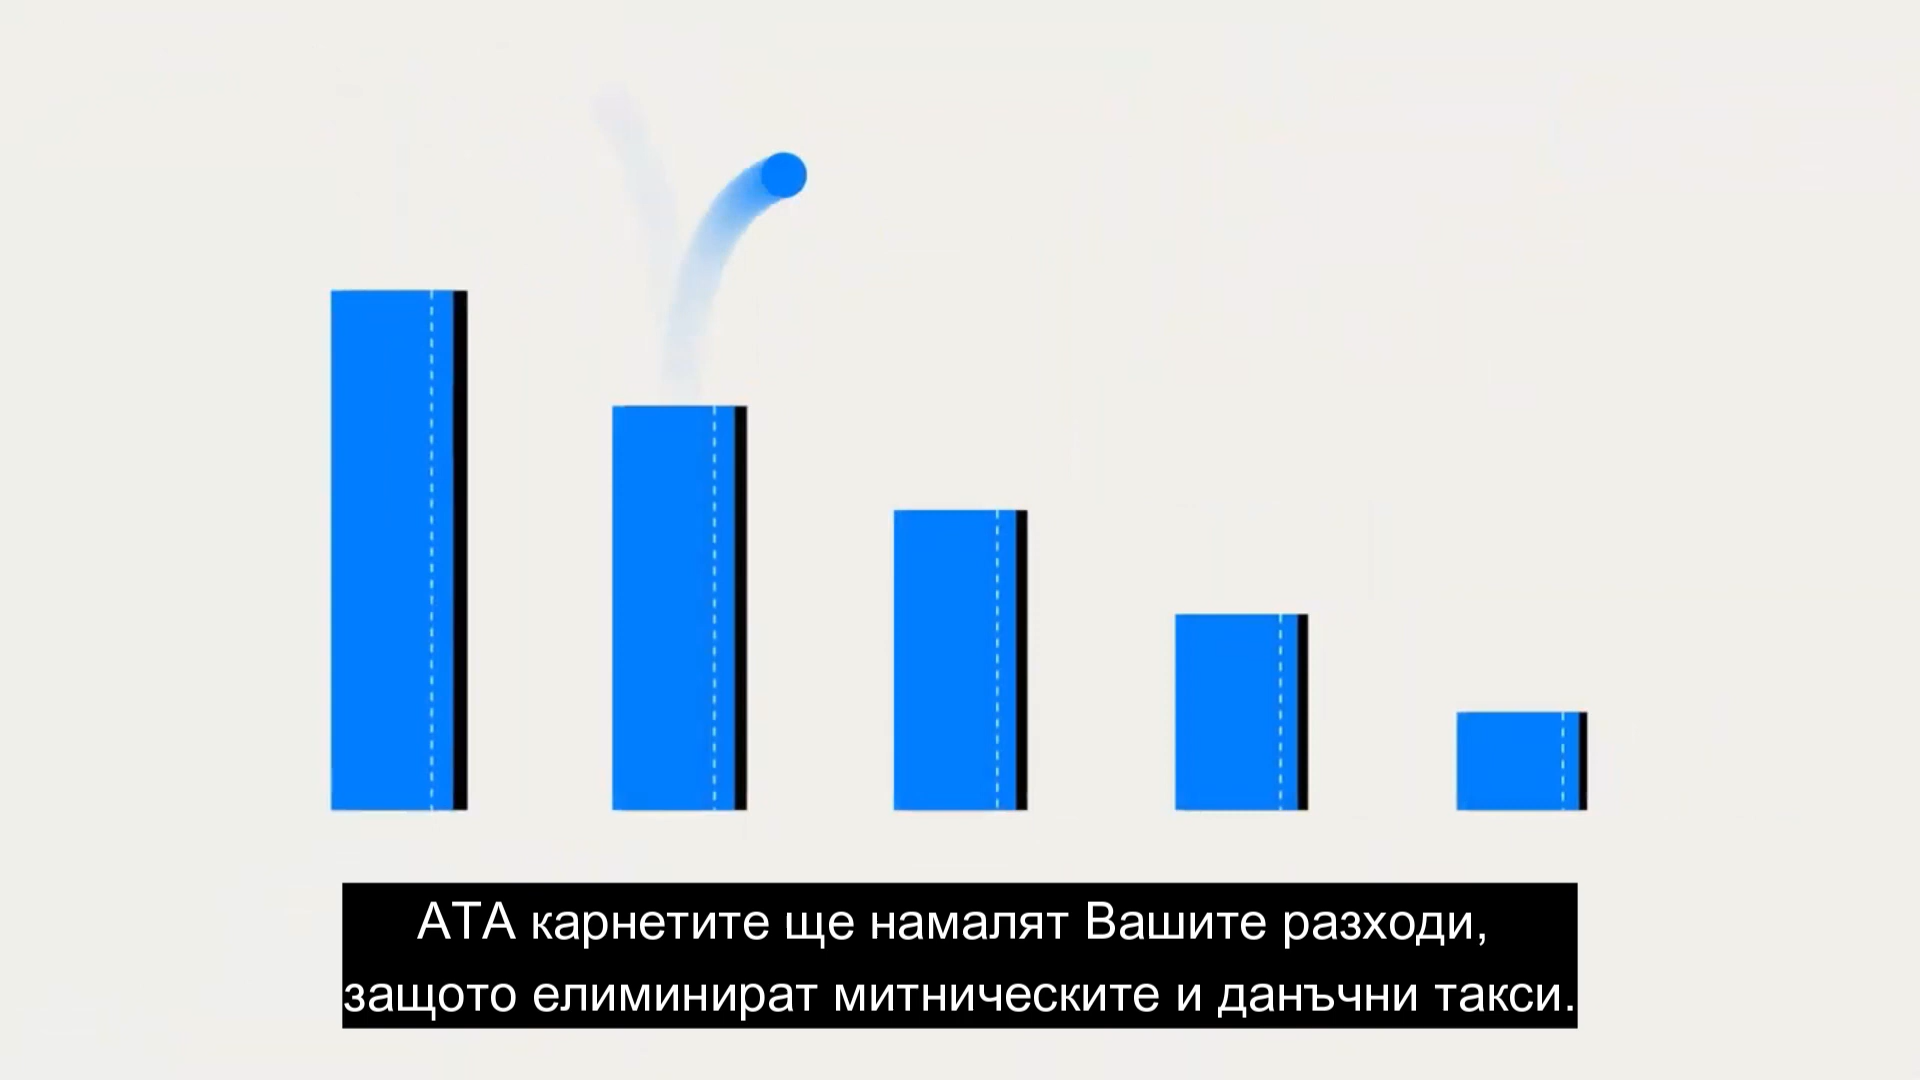 АТА карнетите ще намалят Вашите разходи,
защото елиминират митническите и данъчни такси.